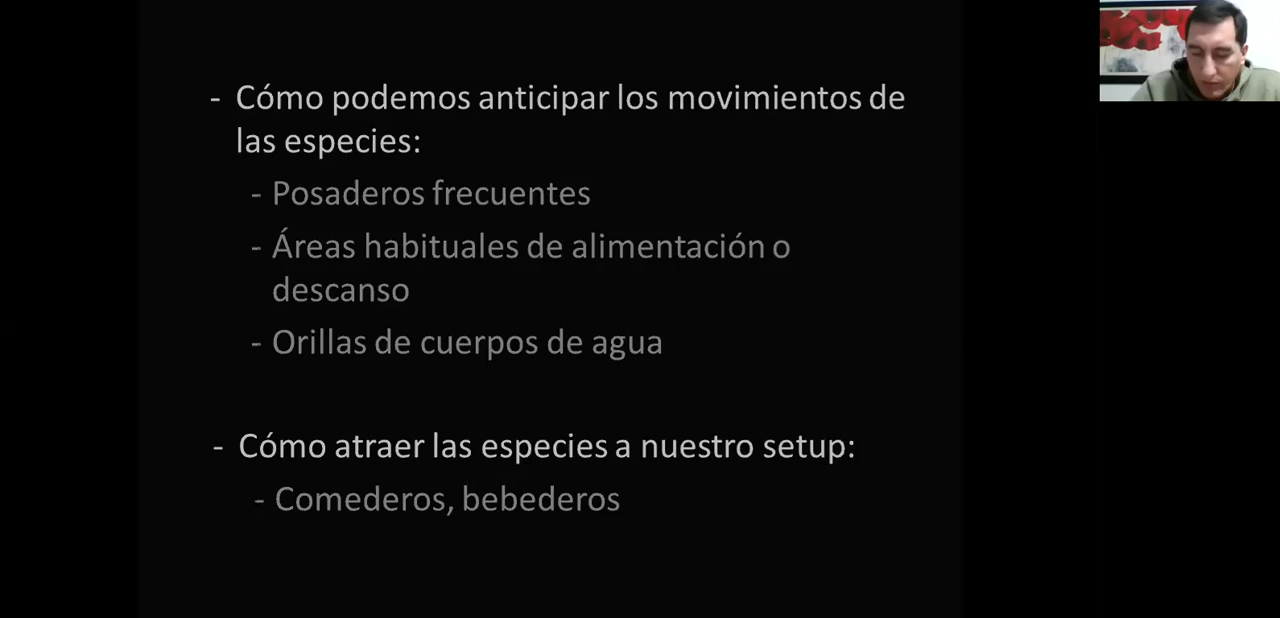 - Cómo podemos anticipar los movimientos de
las especies:
- Posaderos frecuentes
- Áreas habituales de alimentación o
descanso
- Orillas de cuerpos de agua
- Cómo atraer las especies a nuestro setup:
- Comederos, bebederos